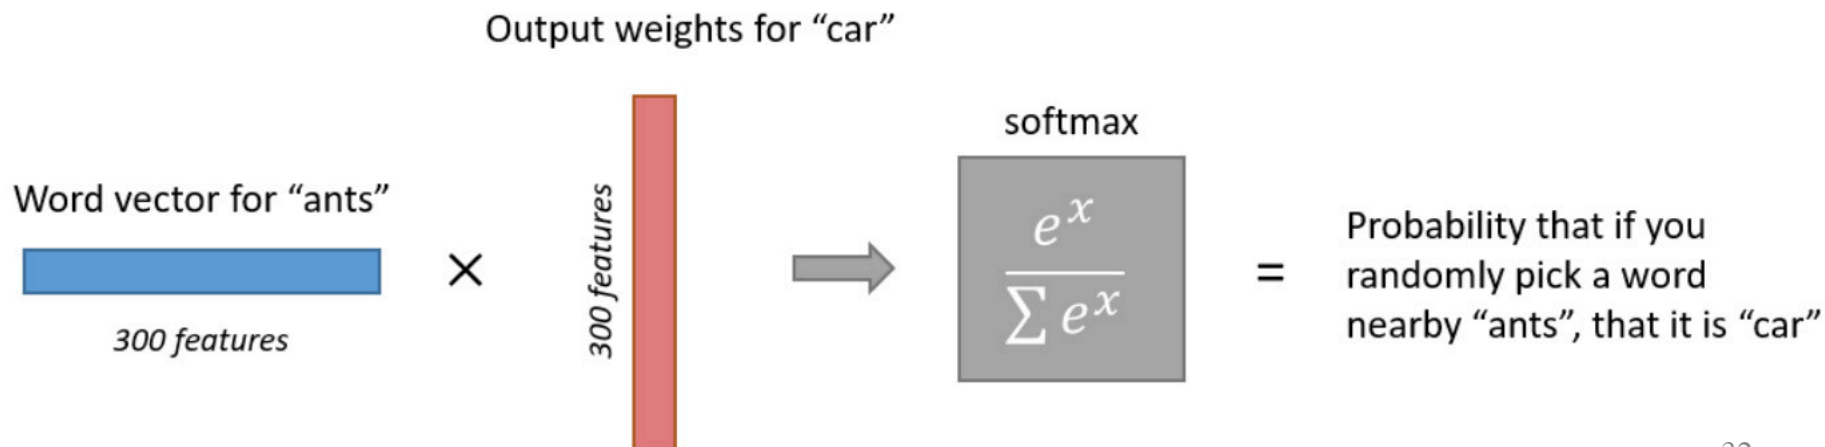 Output weights for “car”
softmax
Word vector for “ants”
300 features
300 features
×
e^x
∑ e^x
=
Probability that if you
randomly pick a word
nearby “ants”, that it is “car”